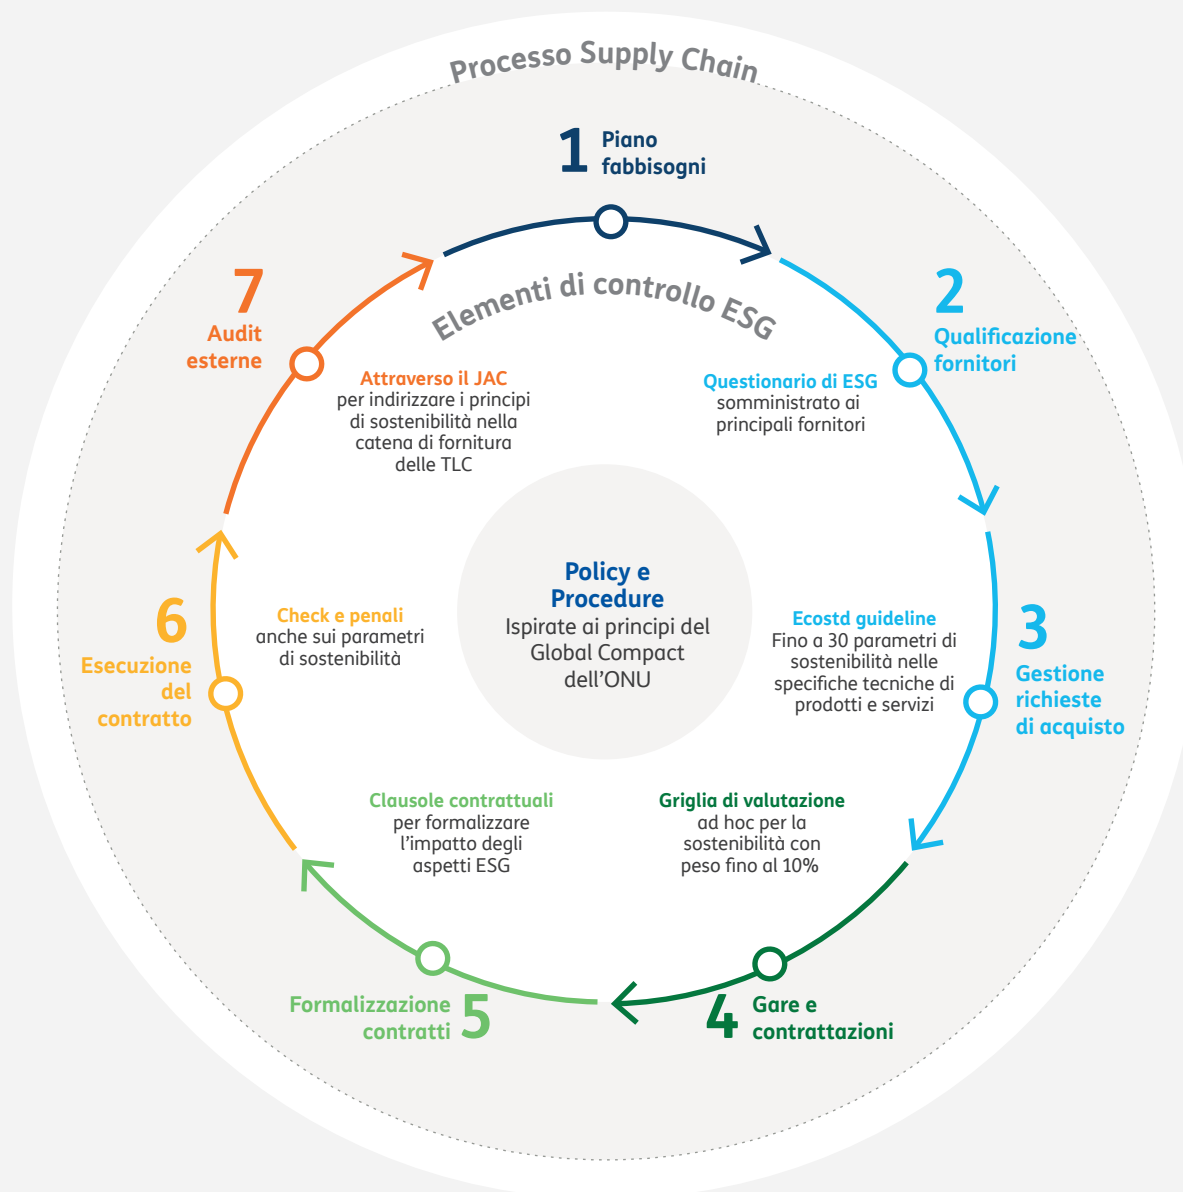 Processo Supply Chain
1
Piano
fabbisogni
Elementi di controllo ESG
2
Qualificazione
fornitori
Questionario di ESG
somministrato ai
principali fornitori
3
Gestione
richieste
di acquisto
Ecostd guideline
Fino a 30 parametri di
sostenibilità nelle
specifiche tecniche di
prodotti e servizi
4
Gare e
contrattazioni
Griglia di valutazione
ad hoc per la
sostenibilità con
peso fino al 10%
5
Formalizzazione
contratti
Clausole contrattuali
per formalizzare
l’impatto degli
aspetti ESG
6
Esecuzione
del
contratto
Check e penali
anche sui parametri
di sostenibilità
7
Audit
esterne
Attraverso il JAC
per indirizzare i principi
di sostenibilità nella
catena di fornitura
delle TLC
Policy e
Procedure
Ispirate ai principi del
Global Compact
dell’ONU